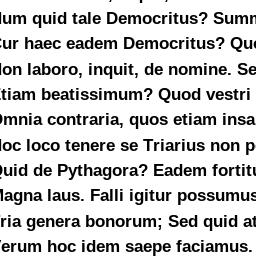 Num quid tale Democritus? Summ
Cur haec eadem Democritus? Quo
Non laboro, inquit, de nomine. Se
Etiam beatissimum? Quod vestri
Omnia contraria, quos etiam insa
Hoc loco tenere se Triarius non p
Quid de Pythagora? Eadem fortitu
Magna laus. Falli igitur possumus
Tria genera bonorum; Sed quid at
Verum hoc idem saepe faciamus.